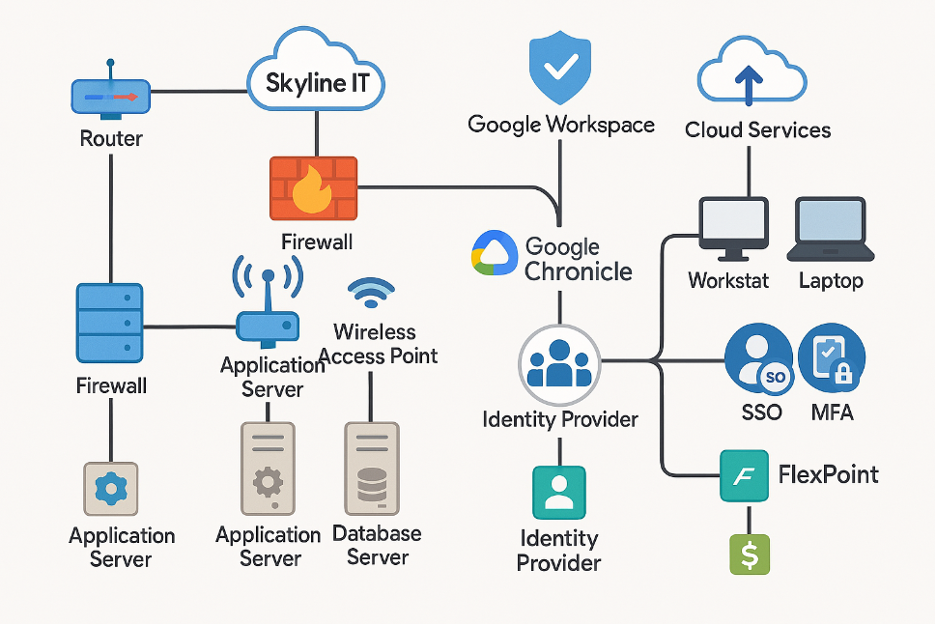 Skyline IT
Router
Google Workspace
Cloud Services
Firewall
Google
Chronicle
Workstat
Laptop
Wireless
Access Point
Application
Server
Firewall
SSO
SO
MFA
Identity Provider
FlexPoint
F
Application
Server
Application
Server
Database
Server
Identity
Provider
$